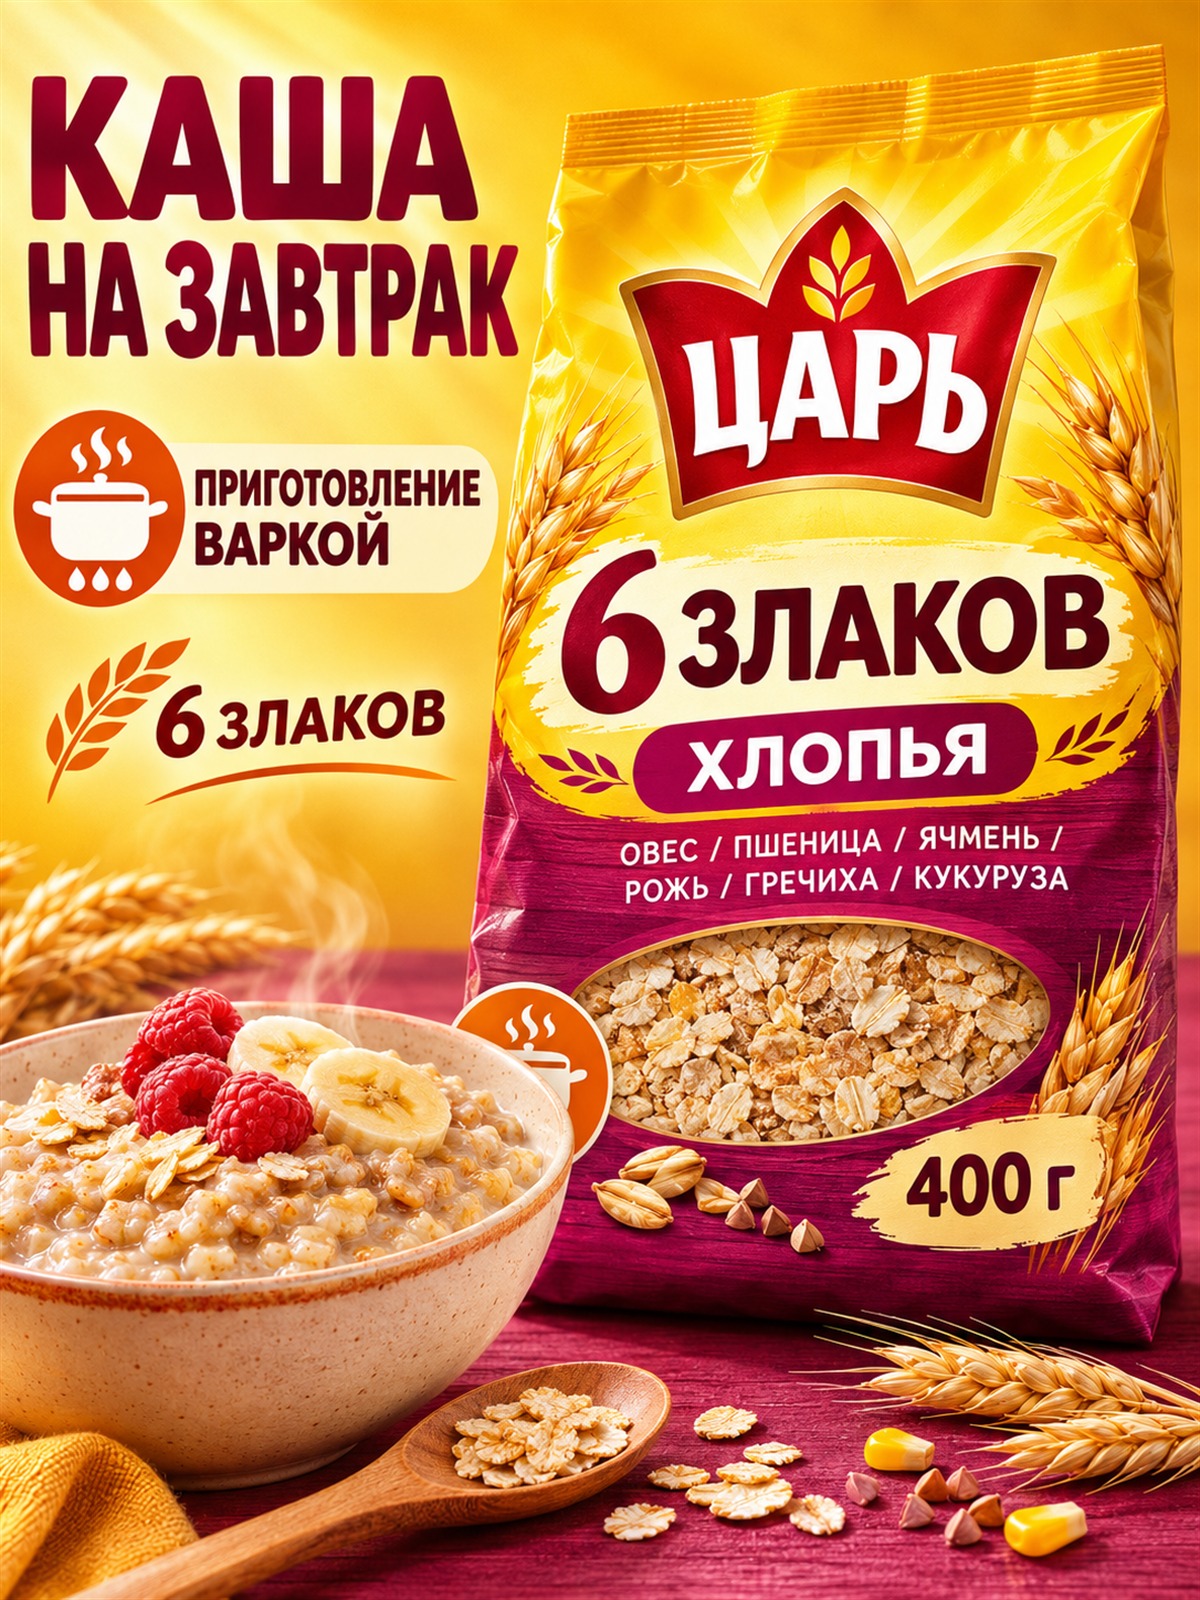 КАША
НА ЗАВТРАК
ПРИГОТОВЛЕНИЕ
ВАРКОЙ
6 ЗЛАКОВ
ЦАРЬ
6 ЗЛАКОВ
ХЛОПЬЯ
ОВЕС / ПШЕНИЦА / ЯЧМЕНЬ /
РОЖЬ / ГРЕЧИХА / КУКУРУЗА
400 г